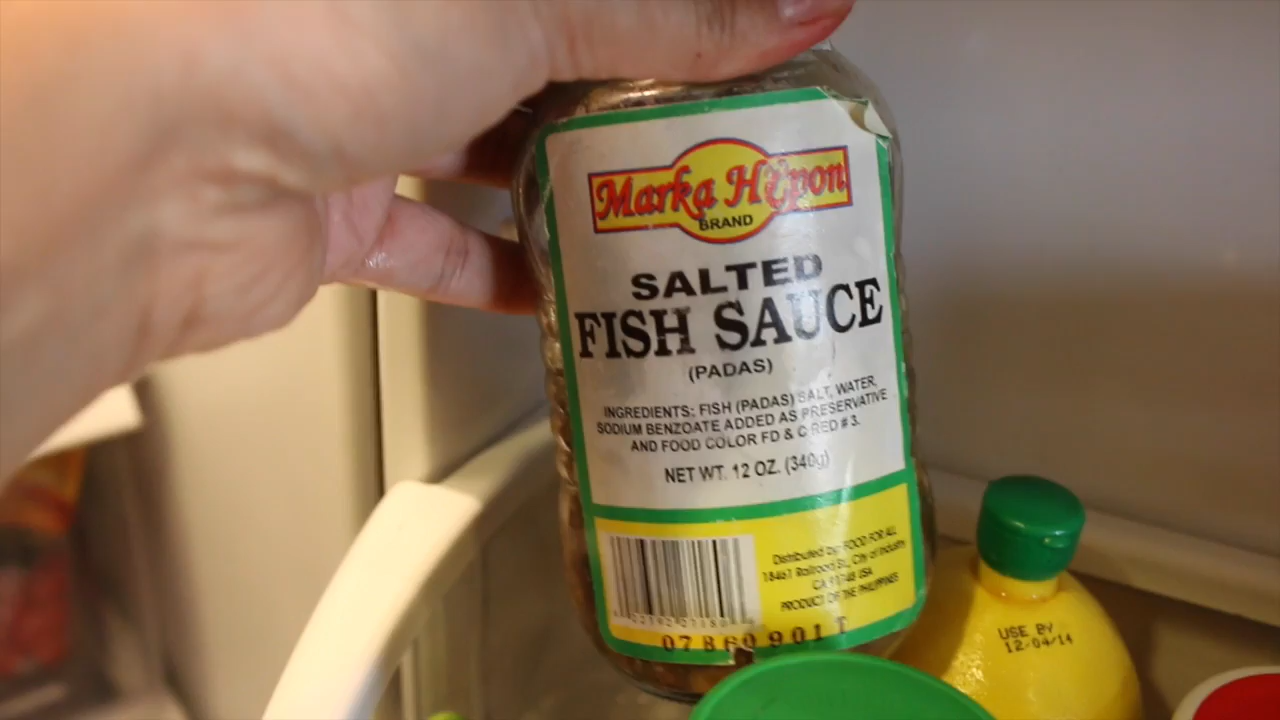 Marka Hipon
BRAND
SALTED
FISH SAUCE
(PADAS)
INGREDIENTS: FISH (PADAS) SALT, WATER,
SODIUM BENZOATE ADDED AS PRESERVATIVE
AND FOOD COLOR FD & C RED # 3.
NET WT. 12 OZ. (340g)
Distributed by: FOOD FOR ALL
18461 Railroad St., City of Industry
CA 91748 USA
PRODUCT OF THE PHILIPPINES
07860901T
USE BY
12/04/14